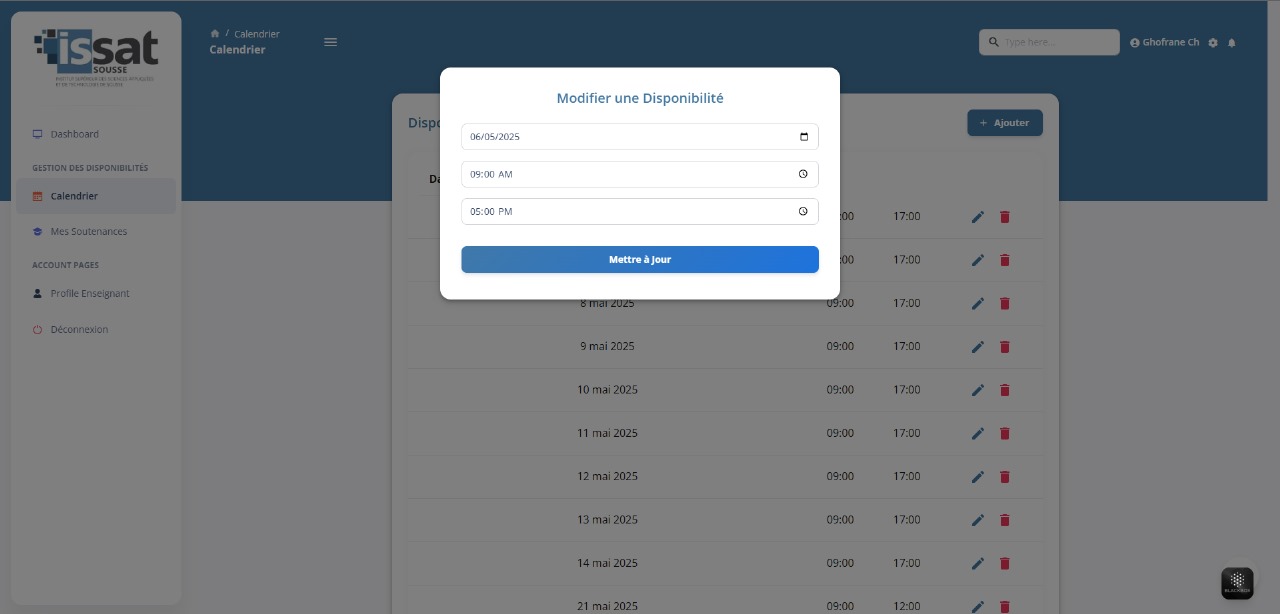 issat
SOUSSE
INSTITUT SUPÉRIEUR DES SCIENCES APPLIQUÉES
ET DE TECHNOLOGIE DE SOUSSE
/ Calendrier
Calendrier
Type here...
Ghofrane Ch
Dashboard
GESTION DES DISPONIBILITÉS
Calendrier
Mes Soutenances
ACCOUNT PAGES
Profile Enseignant
Déconnexion
Dispo
+ Ajouter
Da
Modifier une Disponibilité
06/05/2025
09:00 AM
05:00 PM
Mettre à Jour
:00 17:00
:00 17:00
8 mai 2025 09:00 17:00
9 mai 2025 09:00 17:00
10 mai 2025 09:00 17:00
11 mai 2025 09:00 17:00
12 mai 2025 09:00 17:00
13 mai 2025 09:00 17:00
14 mai 2025 09:00 17:00
21 mai 2025 09:00 12:00
BLACKBOX